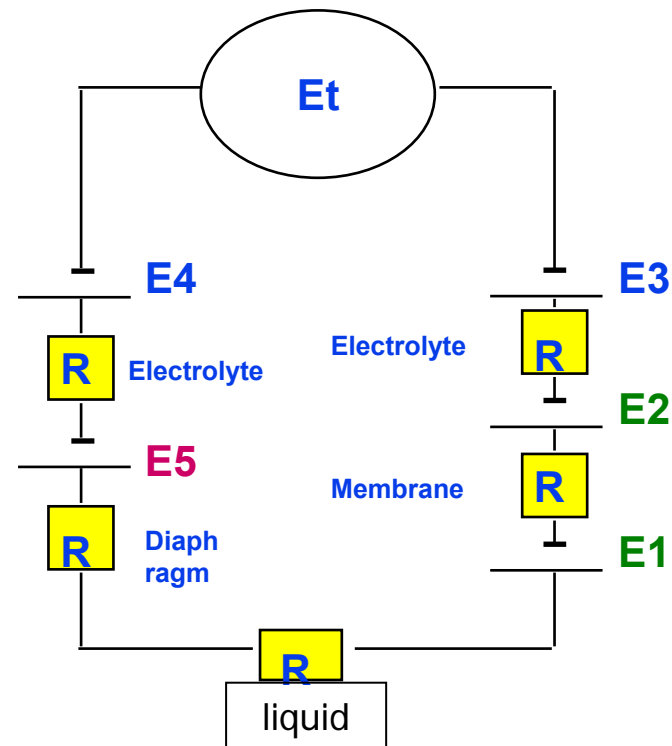 Et
E4
E3
R
Electrolyte
Electrolyte
R
E2
E5
Membrane
R
R
Diaph
ragm
E1
R
liquid